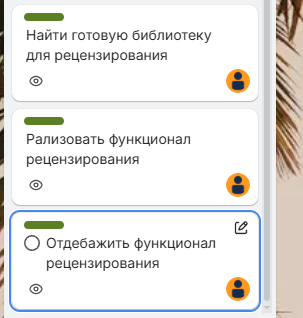 Найти готовую библиотеку
для рецензирования
Рализовать функционал
рецензирования
Отдебажить функционал
рецензирования